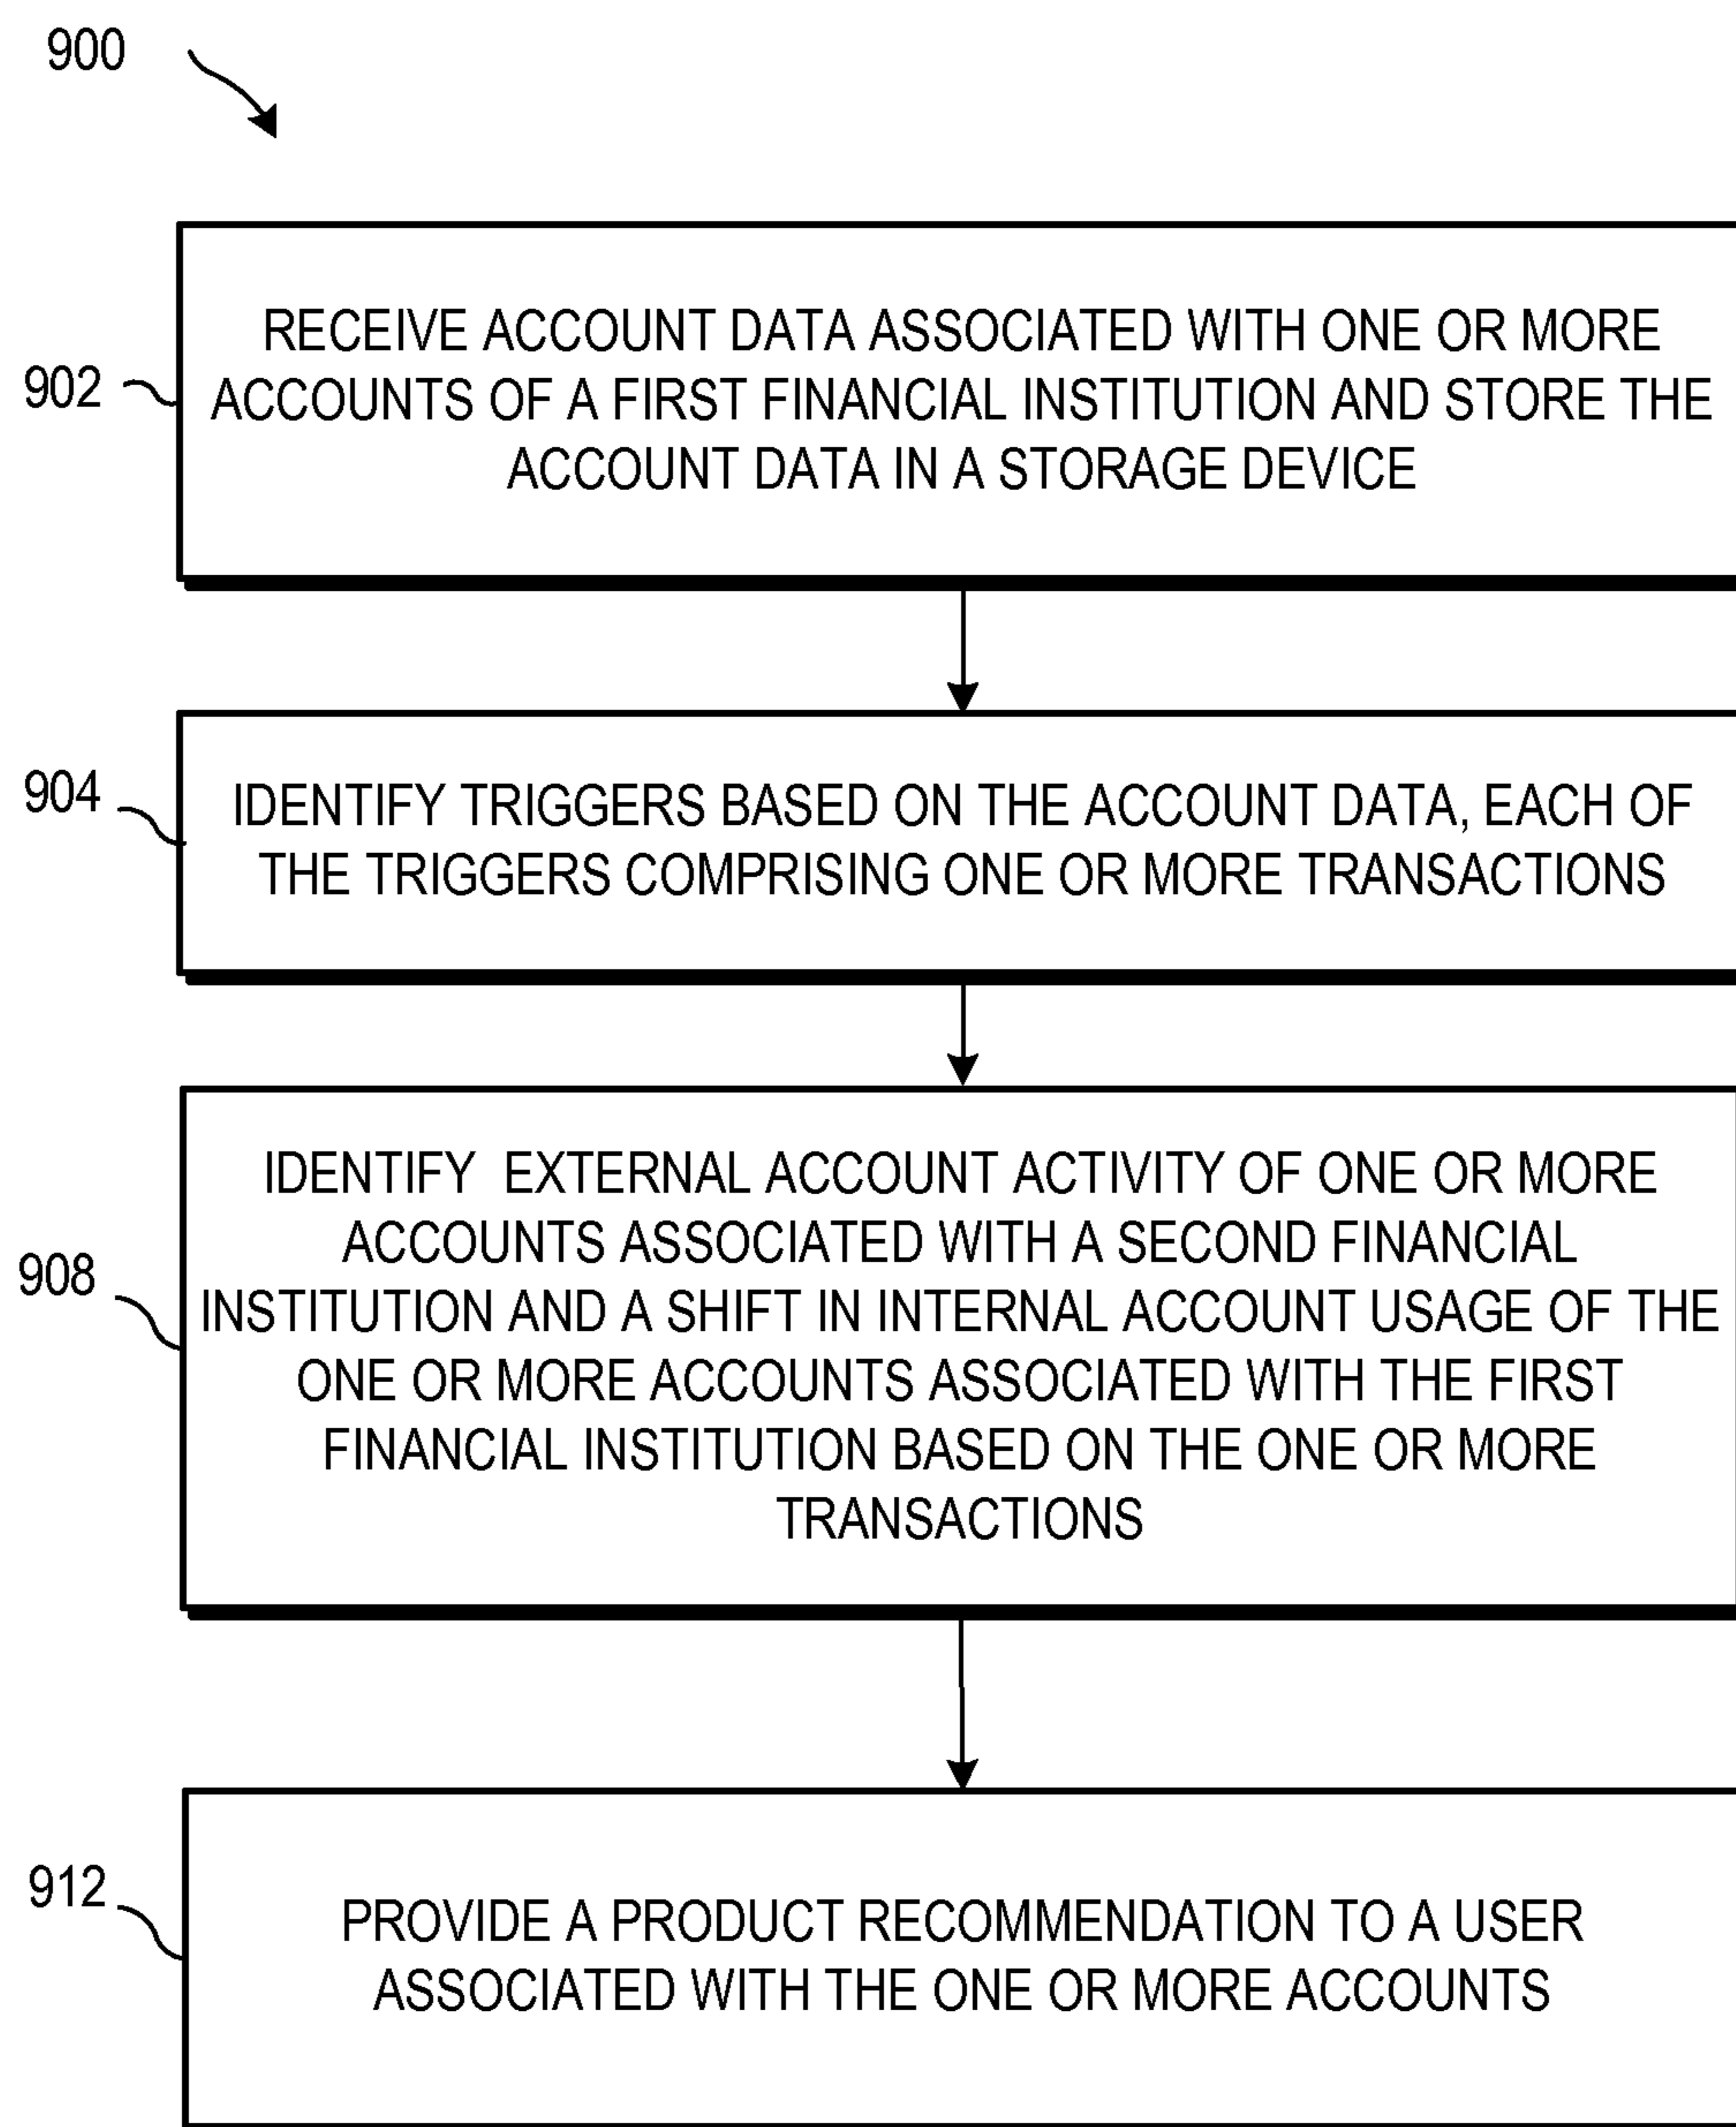 900
902
RECEIVE ACCOUNT DATA ASSOCIATED WITH ONE OR MORE
ACCOUNTS OF A FIRST FINANCIAL INSTITUTION AND STORE THE
ACCOUNT DATA IN A STORAGE DEVICE
904
IDENTIFY TRIGGERS BASED ON THE ACCOUNT DATA, EACH OF
THE TRIGGERS COMPRISING ONE OR MORE TRANSACTIONS
908
IDENTIFY EXTERNAL ACCOUNT ACTIVITY OF ONE OR MORE
ACCOUNTS ASSOCIATED WITH A SECOND FINANCIAL
INSTITUTION AND A SHIFT IN INTERNAL ACCOUNT USAGE OF THE
ONE OR MORE ACCOUNTS ASSOCIATED WITH THE FIRST
FINANCIAL INSTITUTION BASED ON THE ONE OR MORE
TRANSACTIONS
912
PROVIDE A PRODUCT RECOMMENDATION TO A USER
ASSOCIATED WITH THE ONE OR MORE ACCOUNTS